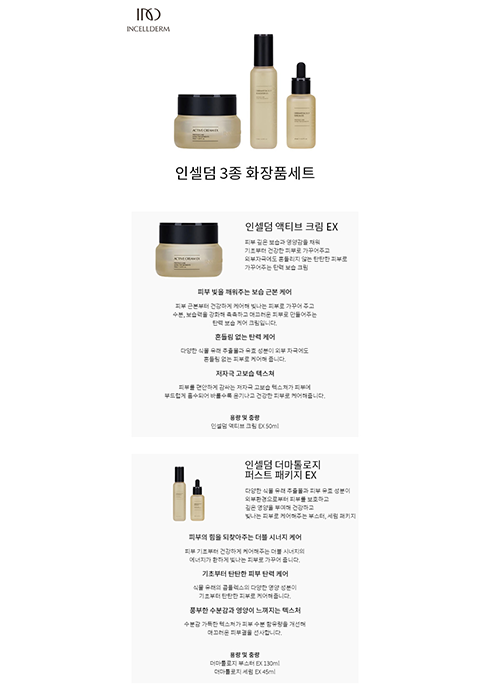 INCELLDERM
ACTIVE CREAM EX
인셀덤 3종 화장품세트
ACTIVE CREAM EX
인셀덤 액티브 크림 EX
피부 깊은 보습과 영양감을 채워
기초부터 건강한 피부로 가꾸어주고
외부자극에도 흔들리지 않는 탄탄한 피부로
가꾸어주는 탄력 보습 크림
피부 빛을 깨워주는 보습 근본 케어
피부 근본부터 건강하게 케어해 빛나는 피부로 가꾸어 주고
수분, 보습력을 강화해 촉촉하고 매끄러운 피부로 만들어주는
탄력 보습 케어 크림입니다.
흔들림 없는 탄력 케어
다양한 식물 유래 추출물과 유효 성분이 외부 자극에도
흔들림 없는 피부로 케어해 줍니다.
저자극 고보습 텍스쳐
피부를 편안하게 감싸는 저자극 고보습 텍스쳐가 피부에
부드럽게 흡수되어 바를수록 윤기나고 건강한 피부로 케어해줍니다.
용량 및 중량
인셀덤 액티브 크림 EX 50ml
인셀덤 더마톨로지
퍼스트 패키지 EX
다양한 식물 유래 추출물과 피부 유효 성분이
외부환경으로부터 피부를 보호하고
깊은 영양을 부여해 건강하고
빛나는 피부로 케어해주는 부스터, 세럼 패키지
피부의 힘을 되찾아주는 더블 시너지 케어
피부 기초부터 건강하게 케어해주는 더블 시너지의
에너지가 환하게 빛나는 피부로 가꾸어 줍니다.
기초부터 탄탄한 피부 탄력 케어
식물 유래의 콤플렉스의 다양한 영양 성분이
기초부터 탄탄한 피부로 케어해줍니다.
풍부한 수분감과 영양이 느껴지는 텍스쳐
수분감 가득한 텍스쳐가 피부 수분 함유량을 개선해
매끄러운 피부결을 선사합니다.
용량 및 중량
더마톨로지 부스터 EX 130ml
더마톨로지 세럼 EX 45ml